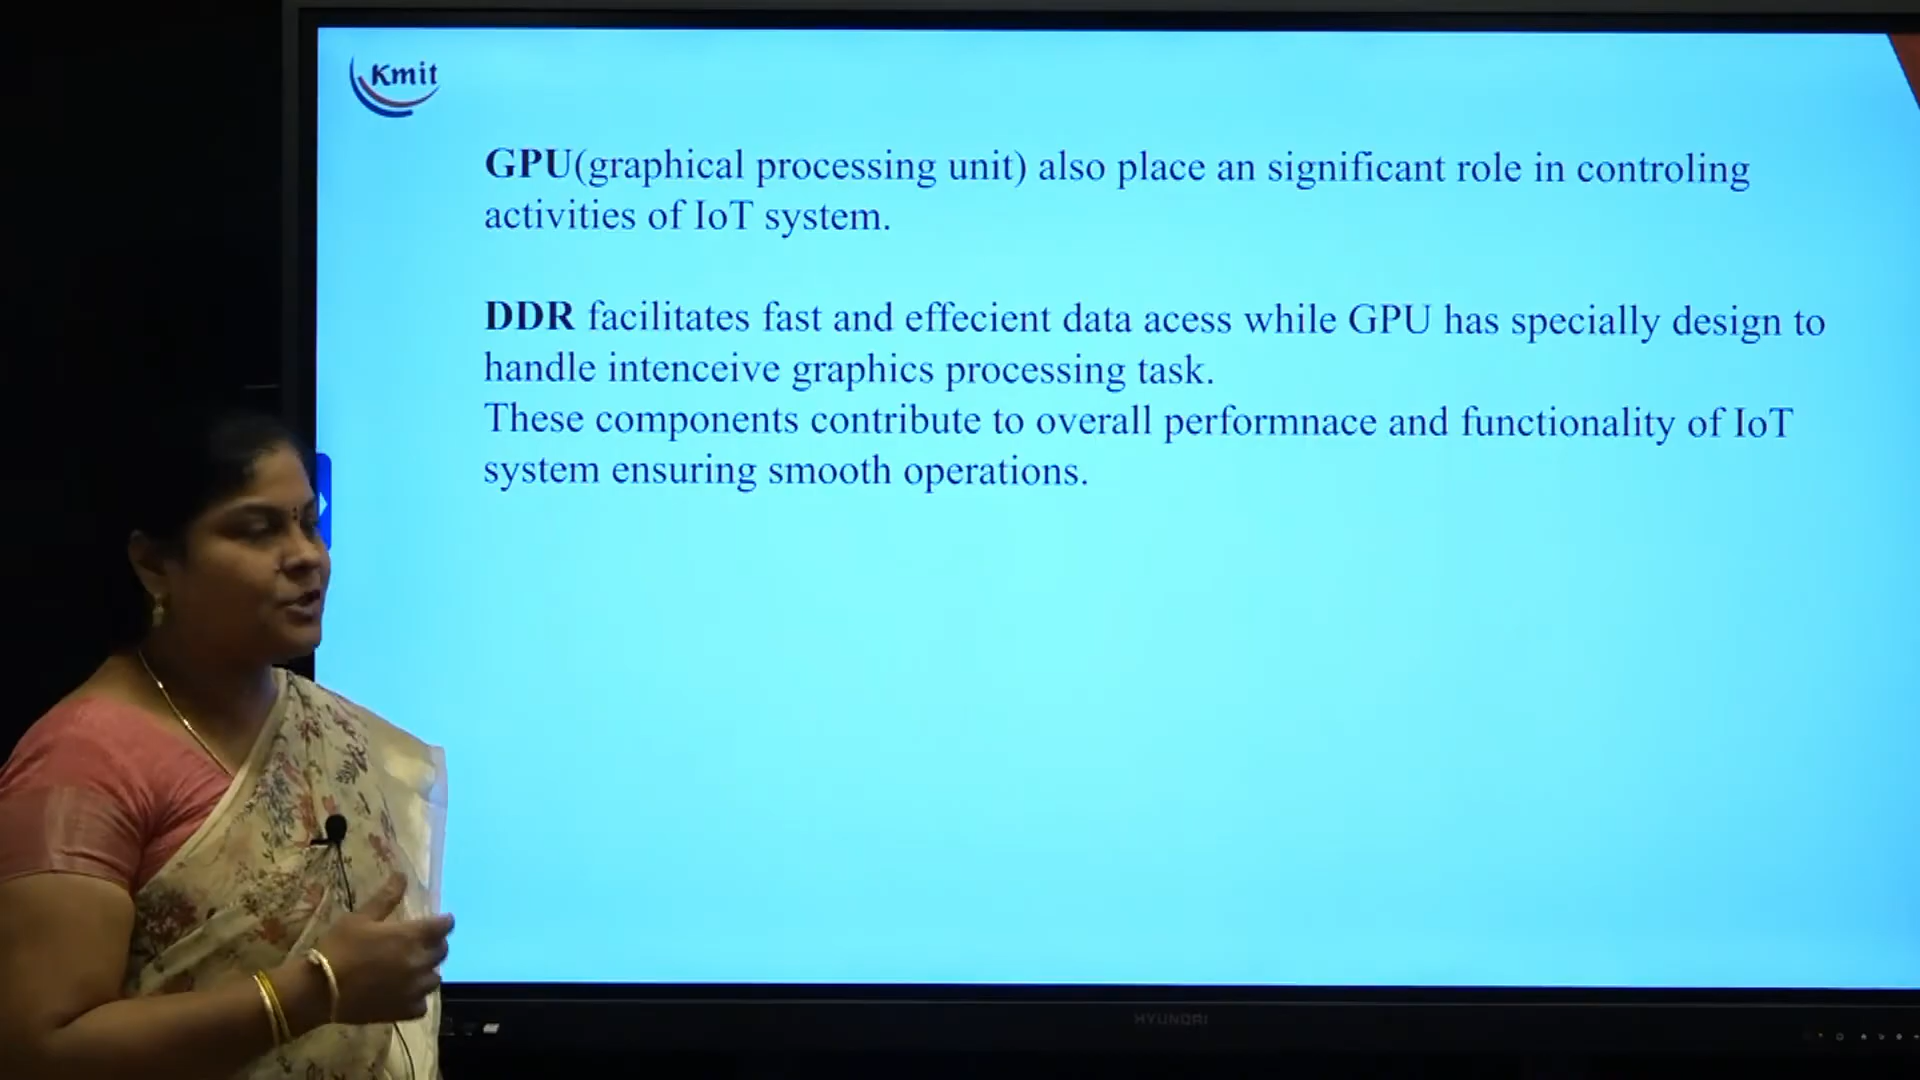 Kmit
GPU(graphical processing unit) also place an significant role in controling
activities of IoT system.
DDR facilitates fast and effecient data acess while GPU has specially design to
handle intenceive graphics processing task.
These components contribute to overall performnace and functionality of IoT
system ensuring smooth operations.
HYUNDAI